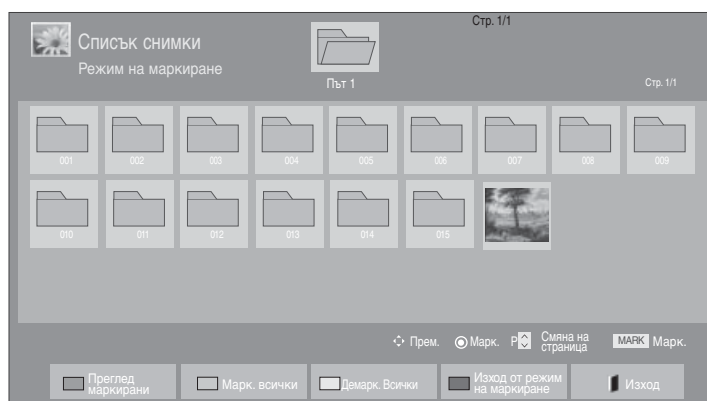 Стр. 1/1
Списък снимки
Режим на маркиране
Път 1
Стр. 1/1
001 002 003 004 005 006 007 008 009
010 011 012 013 014 015
Прем. Марк. P Смяна на страница MARK Марк.
Преглед маркирани Марк. всички Демарк. Всички Изход от режим на маркиране Изход